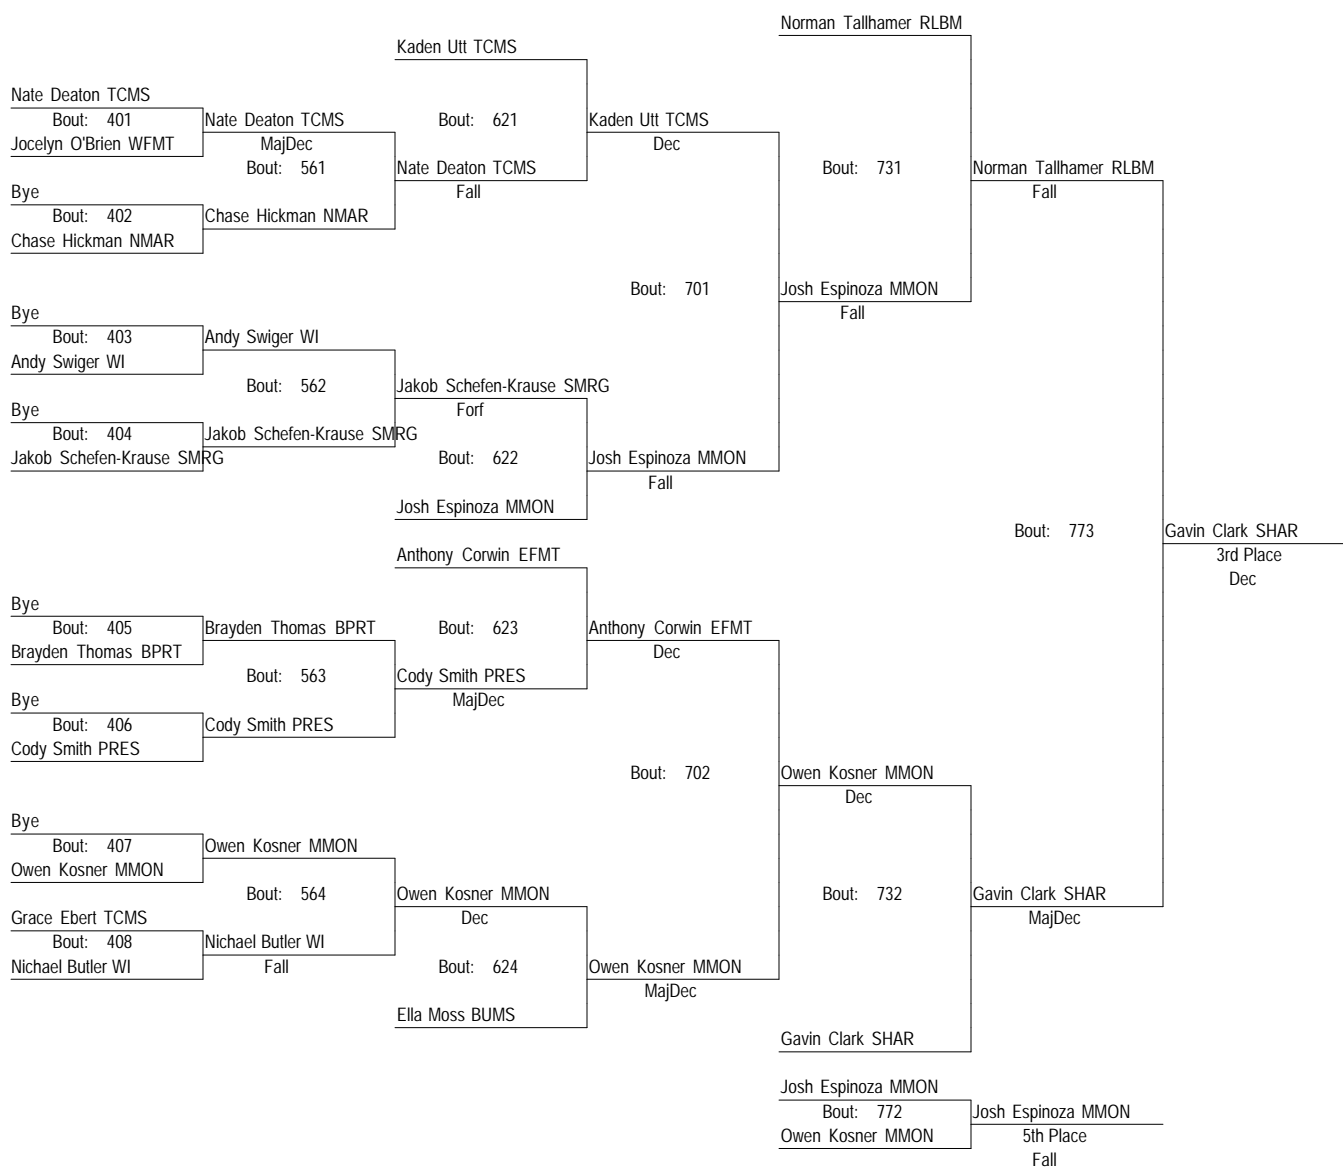 Norman Tallhamer RLBM
Kaden Utt TCMS
Nate Deaton TCMS
Bout: 401
Nate Deaton TCMS
Bout: 621
Kaden Utt TCMS
Jocelyn O'Brien WFMT
MajDec
Dec
Bout: 561
Nate Deaton TCMS
Bout: 731
Norman Tallhamer RLBM
Bye
Fall
Fall
Bout: 402
Chase Hickman NMAR
Chase Hickman NMAR
Bout: 701
Josh Espinoza MMON
Bye
Fall
Bout: 403
Andy Swiger WI
Andy Swiger WI
Bout: 562
Jakob Schefen-Krause SMRG
Bye
Forf
Bout: 404
Jakob Schefen-Krause SMRG
Jakob Schefen-Krause SMRG
Bout: 622
Josh Espinoza MMON
Fall
Josh Espinoza MMON
Bout: 773
Gavin Clark SHAR
Anthony Corwin EFMT
3rd Place
Dec
Bye
Bout: 405
Brayden Thomas BPRT
Bout: 623
Anthony Corwin EFMT
Brayden Thomas BPRT
Dec
Bout: 563
Cody Smith PRES
Bye
MajDec
Bout: 406
Cody Smith PRES
Cody Smith PRES
Bout: 702
Owen Kosner MMON
Dec
Bye
Bout: 407
Owen Kosner MMON
Owen Kosner MMON
Bout: 564
Owen Kosner MMON
Bout: 732
Gavin Clark SHAR
Grace Ebert TCMS
Dec
MajDec
Bout: 408
Nichael Butler WI
Nichael Butler WI
Fall
Bout: 624
Owen Kosner MMON
MajDec
Ella Moss BUMS
Gavin Clark SHAR
Josh Espinoza MMON
Bout: 772
Josh Espinoza MMON
Owen Kosner MMON
5th Place
Fall